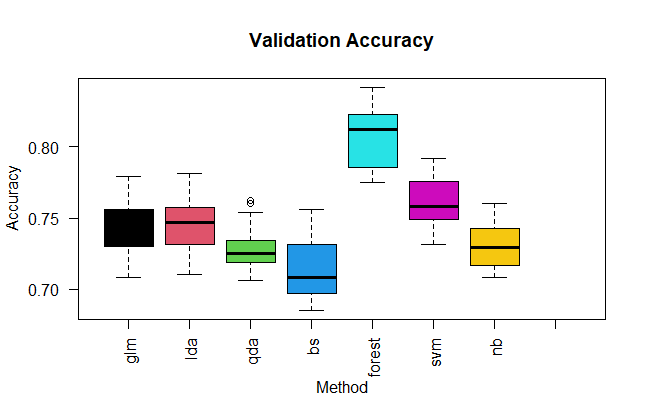 Validation Accuracy
Accuracy
0.80
0.75
0.70
glm
lda
qda
bs
forest
svm
nb
Method